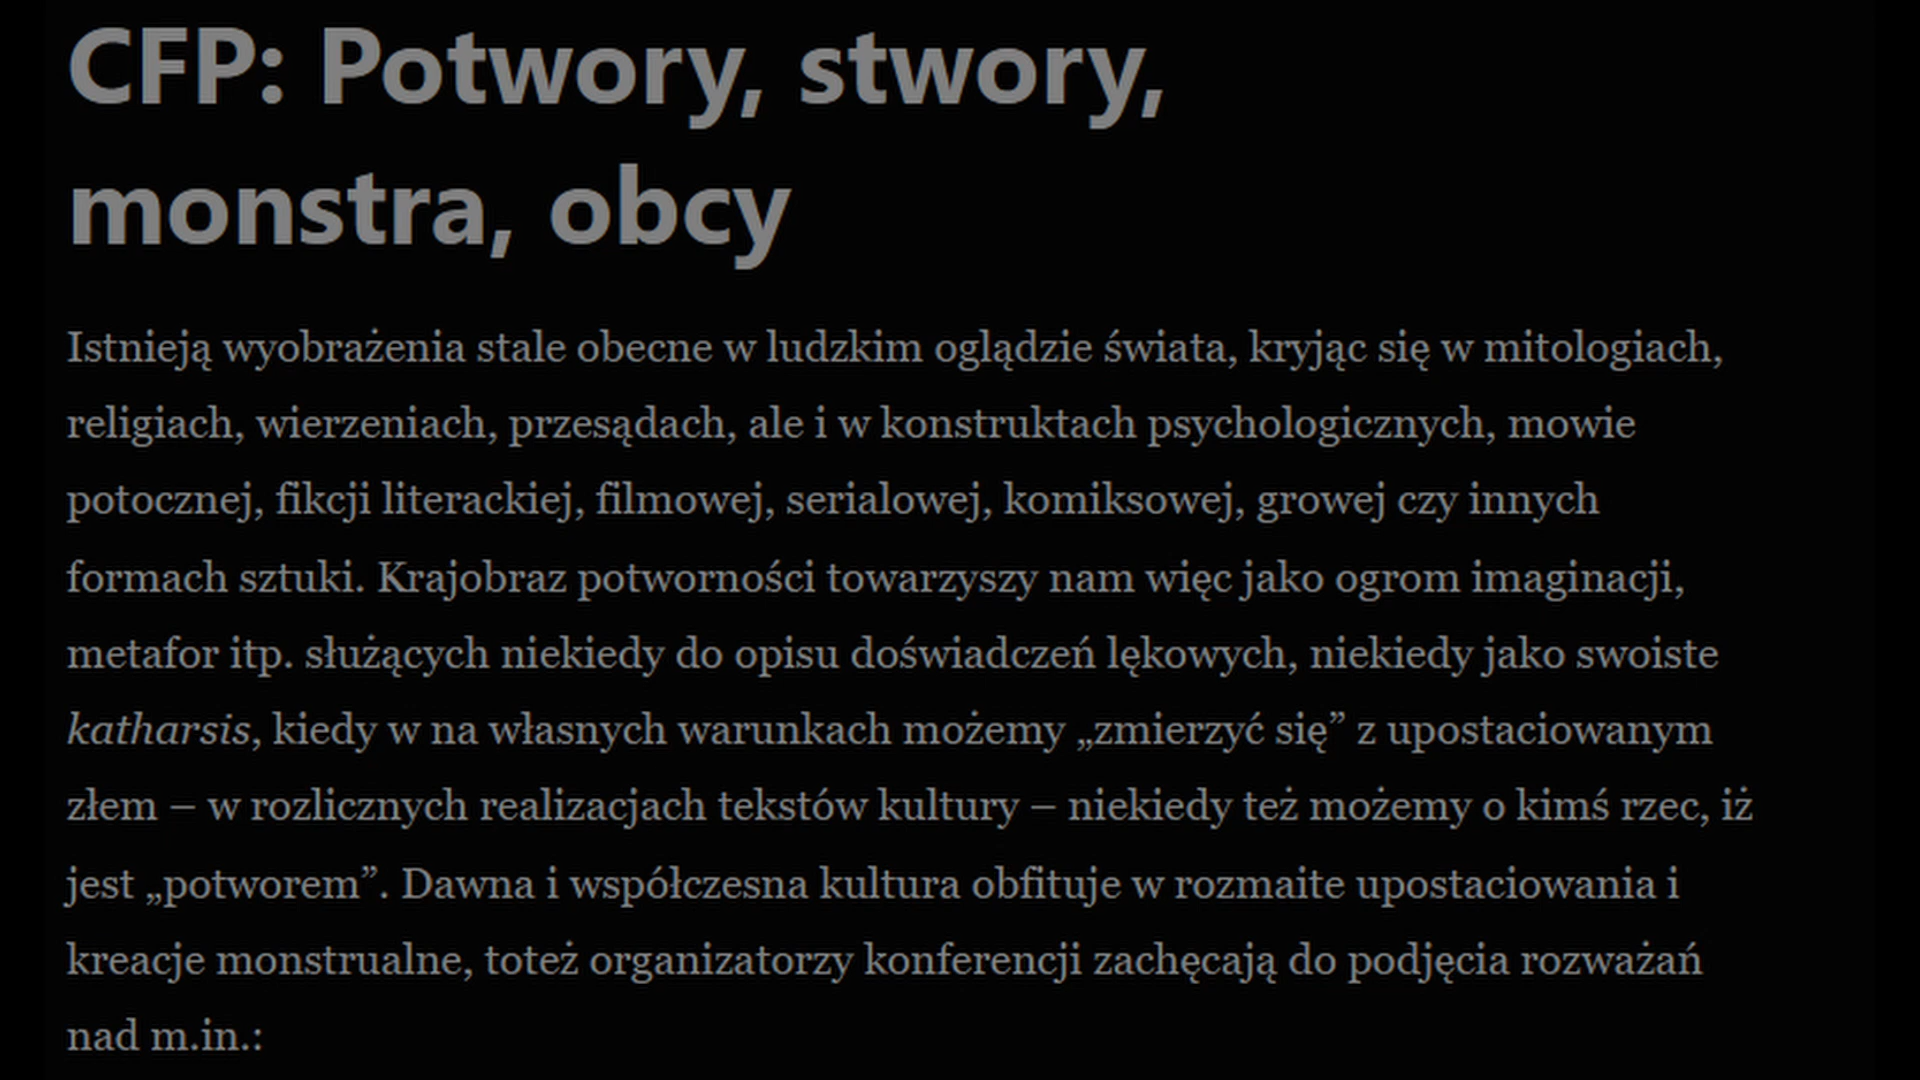 CFP: Potwory, stwory,
monstra, obcy
Istnieją wyobrażenia stale obecne w ludzkim oglądzie świata, kryjąc się w mitologiach,
religiach, wierzeniach, przesądach, ale i w konstruktach psychologicznych, mowie
potocznej, fikcji literackiej, filmowej, serialowej, komiksowej, growej czy innych
formach sztuki. Krajobraz potworności towarzyszy nam więc jako ogrom imaginacji,
metafor itp. służących niekiedy do opisu doświadczeń lękowych, niekiedy jako swoiste
katharsis, kiedy w na własnych warunkach możemy „zmierzyć się” z upostaciowanym
złem – w rozlicznych realizacjach tekstów kultury – niekiedy też możemy o kimś rzec, iż
jest „potworem”. Dawna i współczesna kultura obfituje w rozmaite upostaciowania i
kreacje monstrualne, toteż organizatorzy konferencji zachęcają do podjęcia rozważań
nad m.in.: